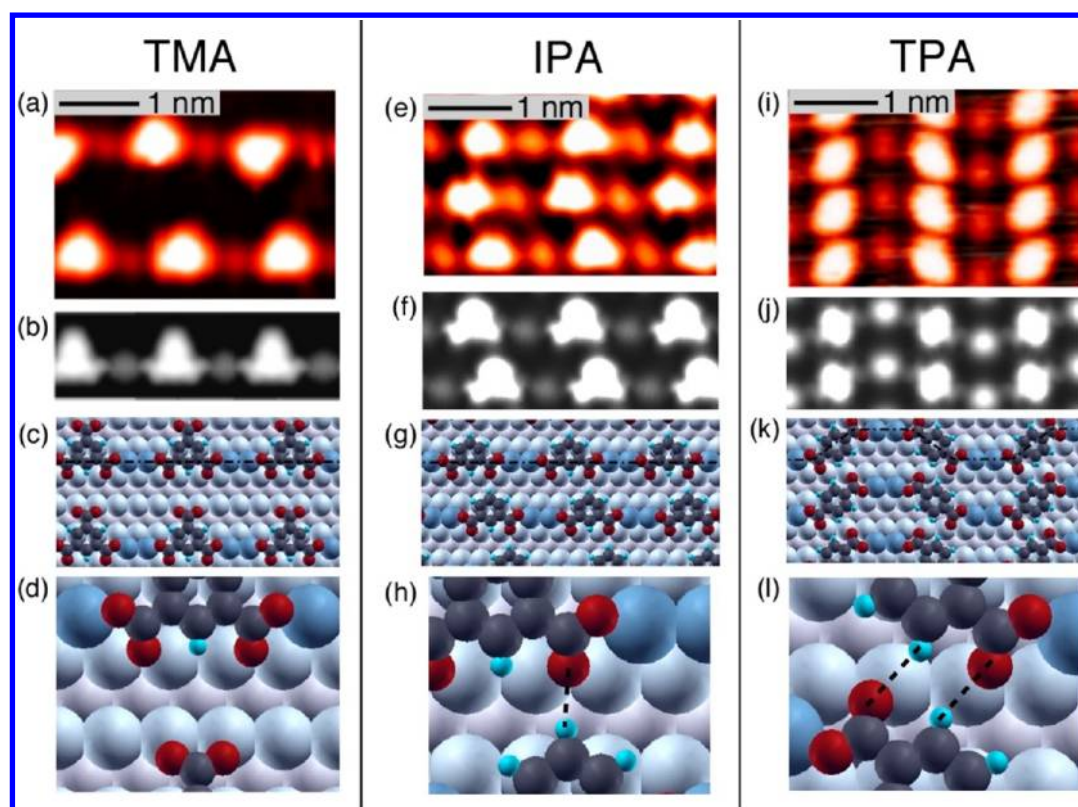 TMA
(a)
1 nm
(b)
(c)
(d)
IPA
(e)
1 nm
(f)
(g)
(h)
TPA
(i)
1 nm
(j)
(k)
(l)